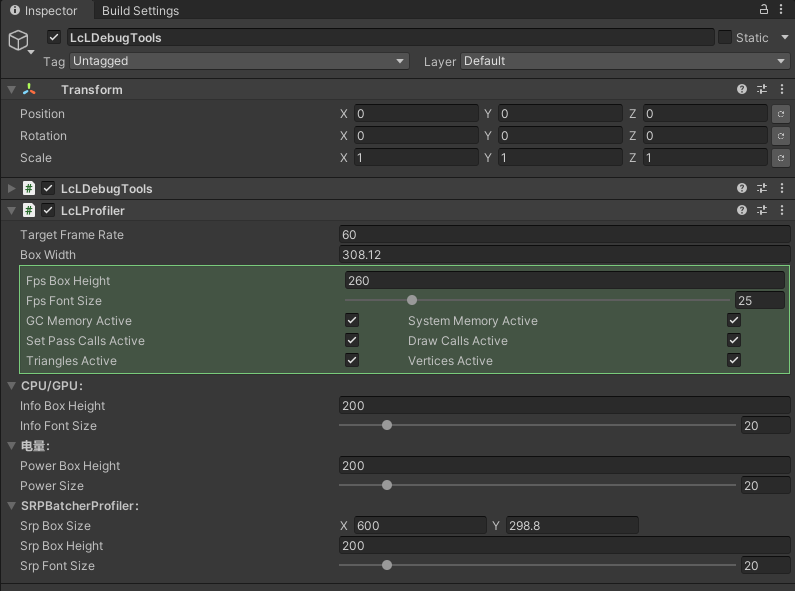 Inspector Build Settings
LcLDebugTools Static
Tag Untagged Layer Default
Transform
Position X 0 Y 0 Z 0
Rotation X 0 Y 0 Z 0
Scale X 1 Y 1 Z 1
# LcLDebugTools
# LcLProfiler
Target Frame Rate 60
Box Width 308.12
Fps Box Height 260
Fps Font Size 25
GC Memory Active System Memory Active
Set Pass Calls Active Draw Calls Active
Triangles Active Vertices Active
CPU/GPU:
Info Box Height 200
Info Font Size 20
电量:
Power Box Height 200
Power Size 20
SRPBatcherProfiler:
Srp Box Size X 600 Y 298.8
Srp Box Height 200
Srp Font Size 20